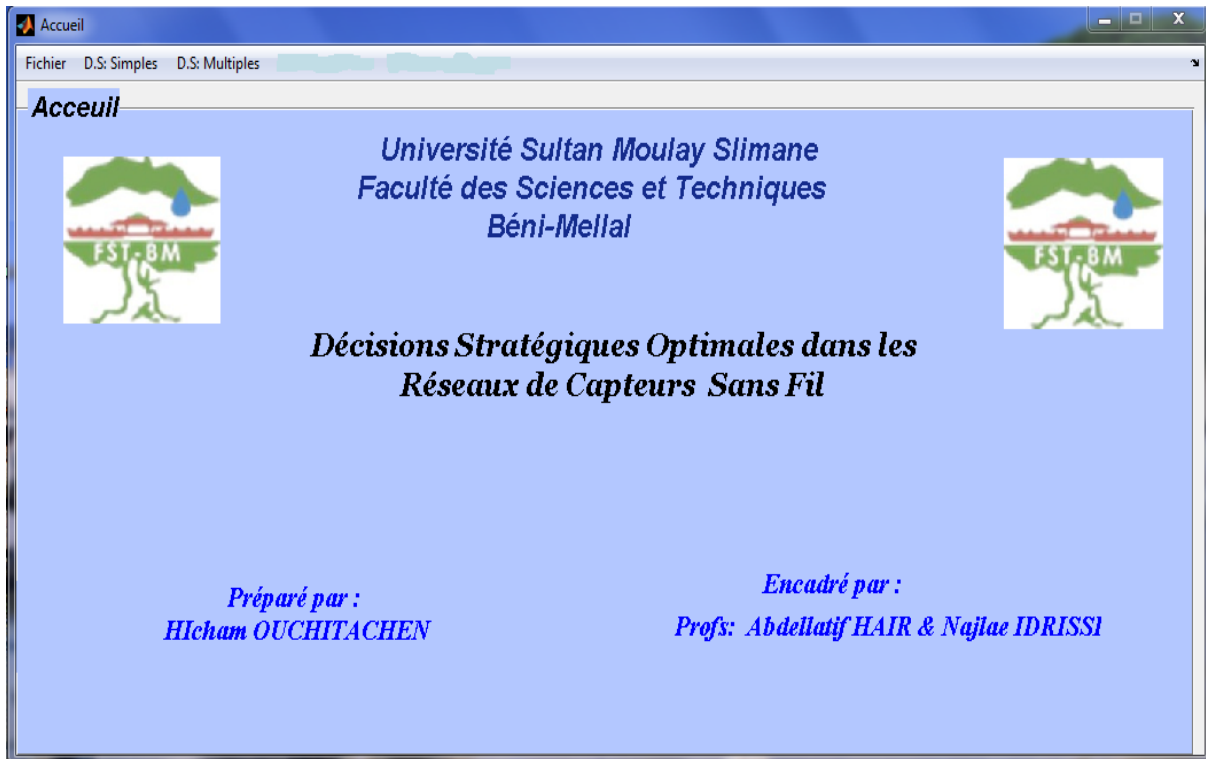 Accueil
Fichier D.S: Simples D.S: Multiples
Acceuil
Université Sultan Moulay Slimane
Faculté des Sciences et Techniques
Béni-Mellal
FST-BM
FST-BM
Décisions Stratégiques Optimales dans les
Réseaux de Capteurs Sans Fil
Préparé par :
HIcham OUCHITACHEN
Encadré par :
Profs: Abdellatif HAIR & Najlae IDRISSI